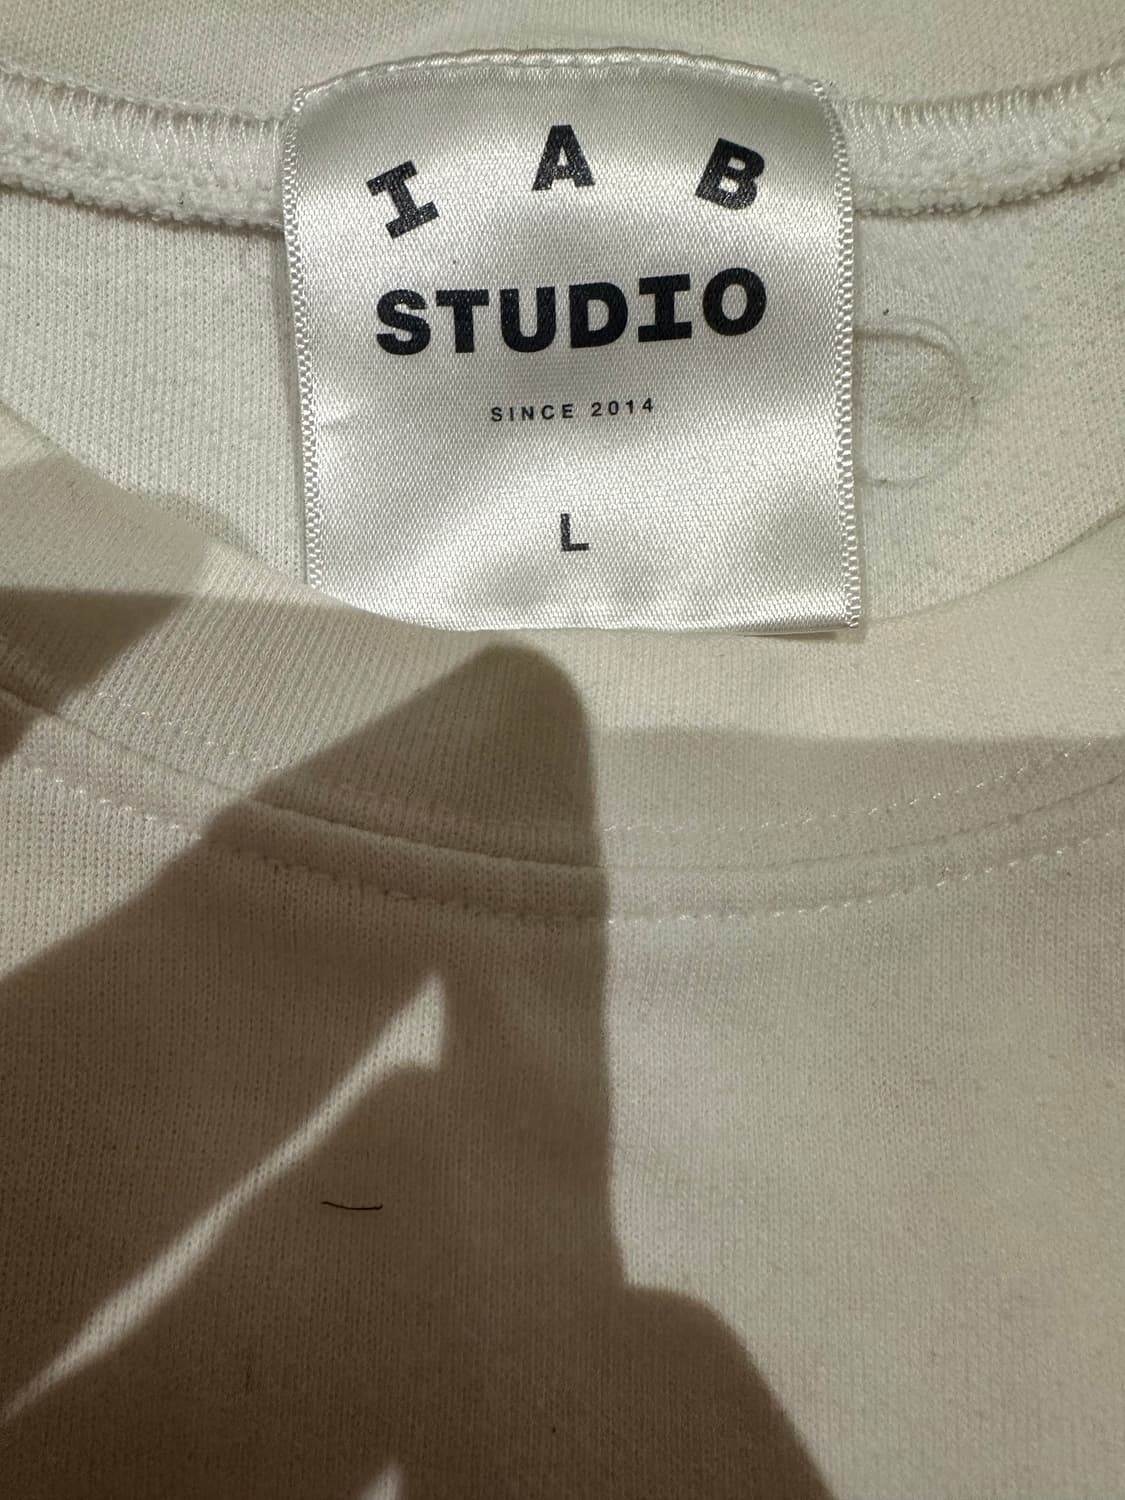 I A B
STUDIO
SINCE 2014
L